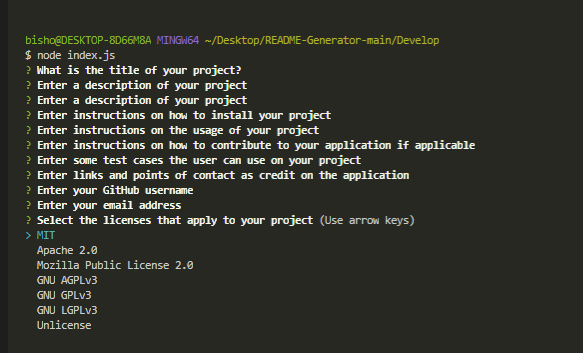 bisho@DESKTOP-8D66M8A MINGW64 ~/Desktop/README-Generator-main/Develop
$ node index.js
? What is the title of your project?
? Enter a description of your project
? Enter a description of your project
? Enter instructions on how to install your project
? Enter instructions on the usage of your project
? Enter instructions on how to contribute to your application if applicable
? Enter some test cases the user can use on your project
? Enter links and points of contact as credit on the application
? Enter your GitHub username
? Enter your email address
? Select the licenses that apply to your project (Use arrow keys)
> MIT
Apache 2.0
Mozilla Public License 2.0
GNU AGPLv3
GNU GPLv3
GNU LGPLv3
Unlicense